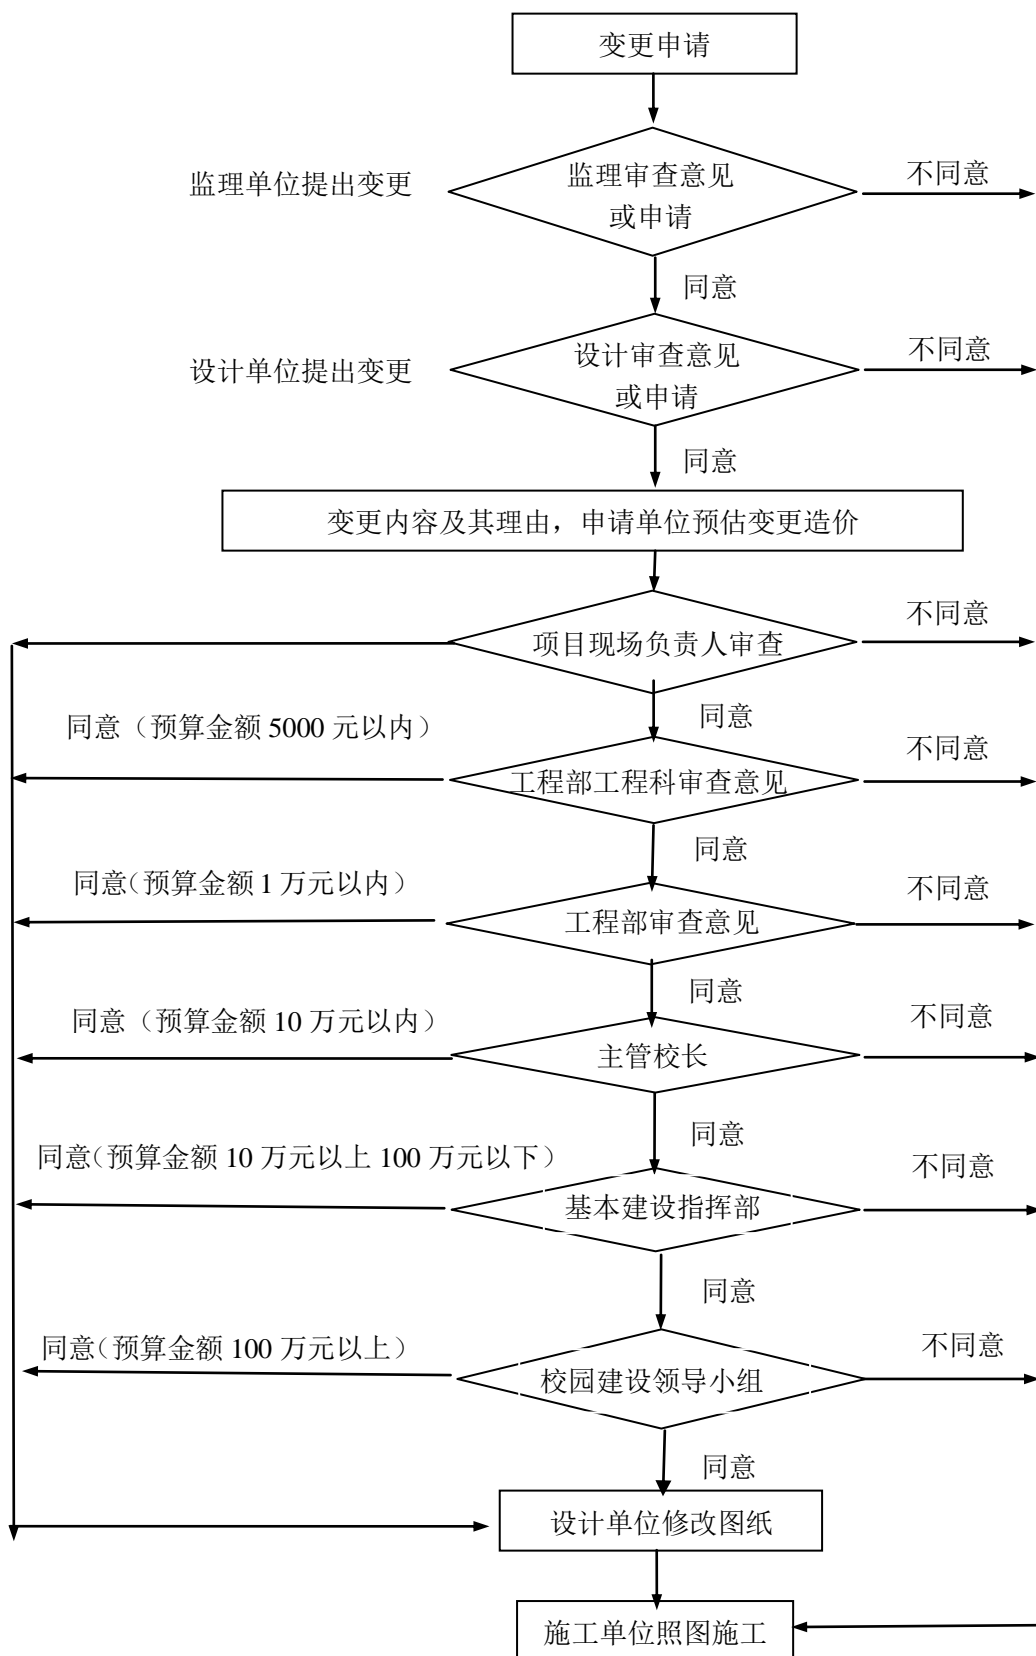 变更申请
监理单位提出变更
监理审查意见
或申请
不同意
同意
设计单位提出变更
设计审查意见
或申请
不同意
同意
变更内容及其理由，申请单位预估变更造价
项目现场负责人审查
不同意
同意（预算金额 5000 元以内）
同意
工程部工程科审查意见
不同意
同意（预算金额 1 万元以内）
同意
工程部审查意见
不同意
同意（预算金额 10 万元以内）
同意
主管校长
不同意
同意（预算金额 10 万元以上 100 万元以下）
同意
基本建设指挥部
不同意
同意（预算金额 100 万元以上）
同意
校园建设领导小组
不同意
同意
设计单位修改图纸
施工单位照图施工